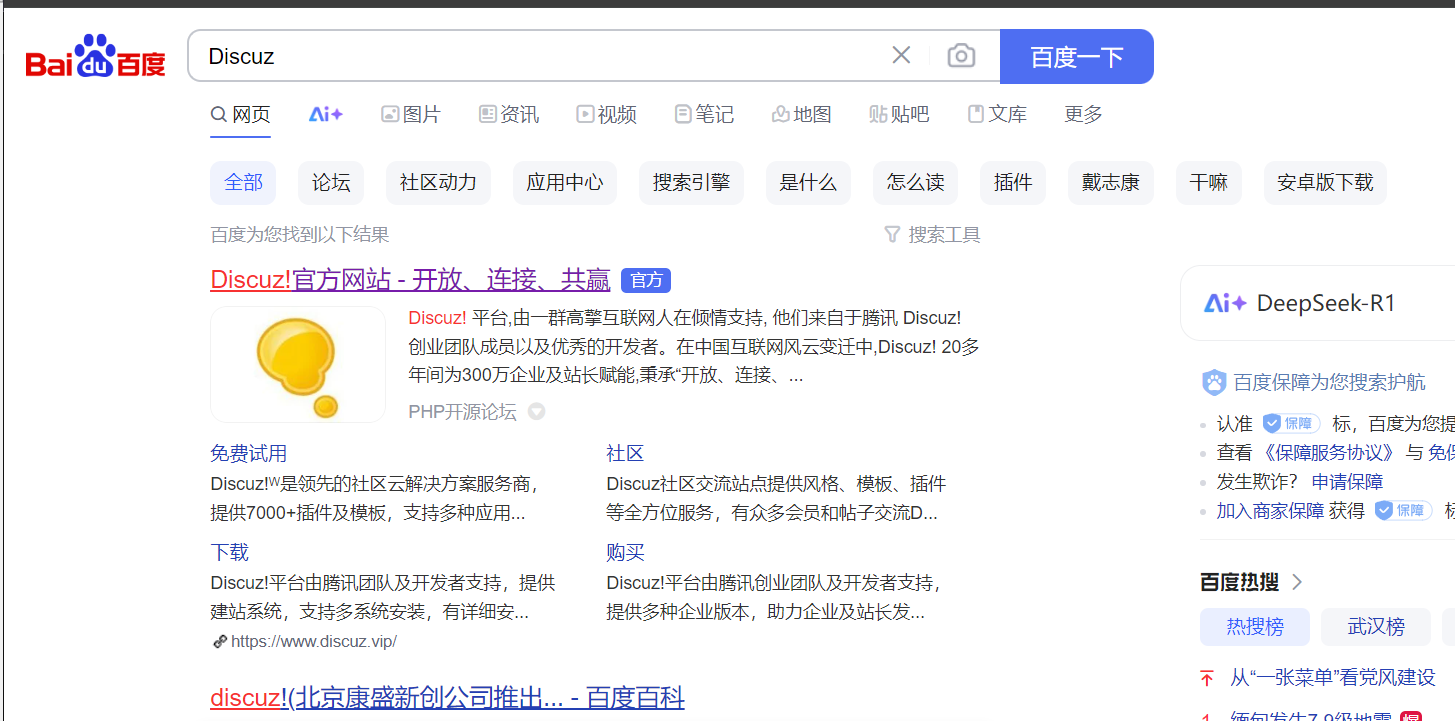 Bai du 百度
Discuz
百度一下
网页 Ai+ 图片 资讯 视频 笔记 地图 贴 贴吧 文库 更多
全部 论坛 社区动力 应用中心 搜索引擎 是什么 怎么读 插件 戴志康 干嘛 安卓版下载
百度为您找到以下结果
搜索工具
Discuz!官方网站 - 开放、连接、共赢 官方
Discuz! 平台,由一群高擎互联网人在倾情支持, 他们来自于腾讯 Discuz!
创业团队成员以及优秀的开发者。在中国互联网风云变迁中,Discuz! 20多
年间为300万企业及站长赋能,秉承“开放、连接、...
PHP开源论坛
免费试用
Discuz!ᵂ是领先的社区云解决方案服务商，
提供7000+插件及模板，支持多种应用...
社区
Discuz社区交流站点提供风格、模板、插件
等全方位服务，有众多会员和帖子交流D...
下载
Discuz!平台由腾讯团队及开发者支持，提供
建站系统，支持多系统安装，有详细安...
购买
Discuz!平台由腾讯创业团队及开发者支持，
提供多种企业版本，助力企业及站长发...
https://www.discuz.vip/
discuz!(北京康盛新创公司推出... - 百度百科
Ai+ DeepSeek-R1
百度保障为您搜索护航
认准 保障 标，百度为您提
查看《保障服务协议》与 免保
发生欺诈？ 申请保障
加入商家保障 获得 保障 标
百度热搜
热搜榜 武汉榜
从“一张菜单”看党风建设
1 缅甸发生7.9级地震 爆